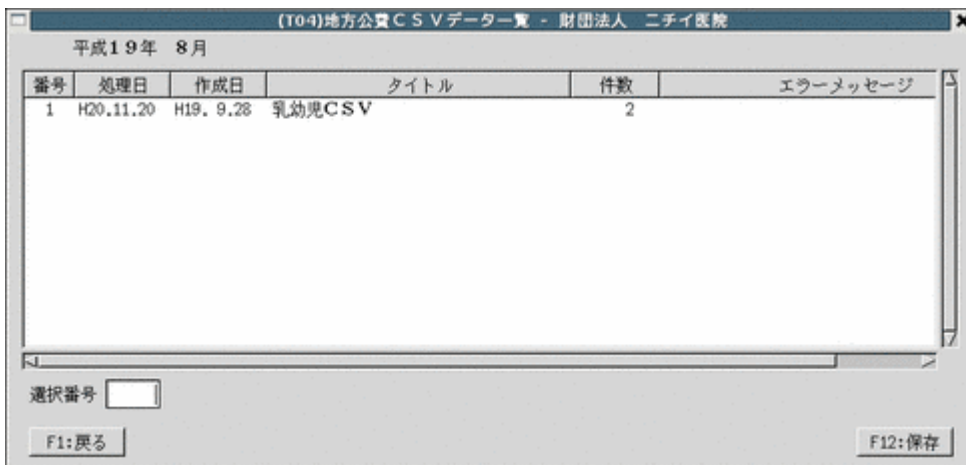 (T04)地方公費ＣＳＶデータ一覧 - 財団法人　ニチイ医院
平成１９年　８月
番号 処理日 作成日 タイトル 件数 エラーメッセージ
1 H20.11.20 H19. 9.28 乳幼児ＣＳＶ 2
選択番号
F1:戻る F12:保存